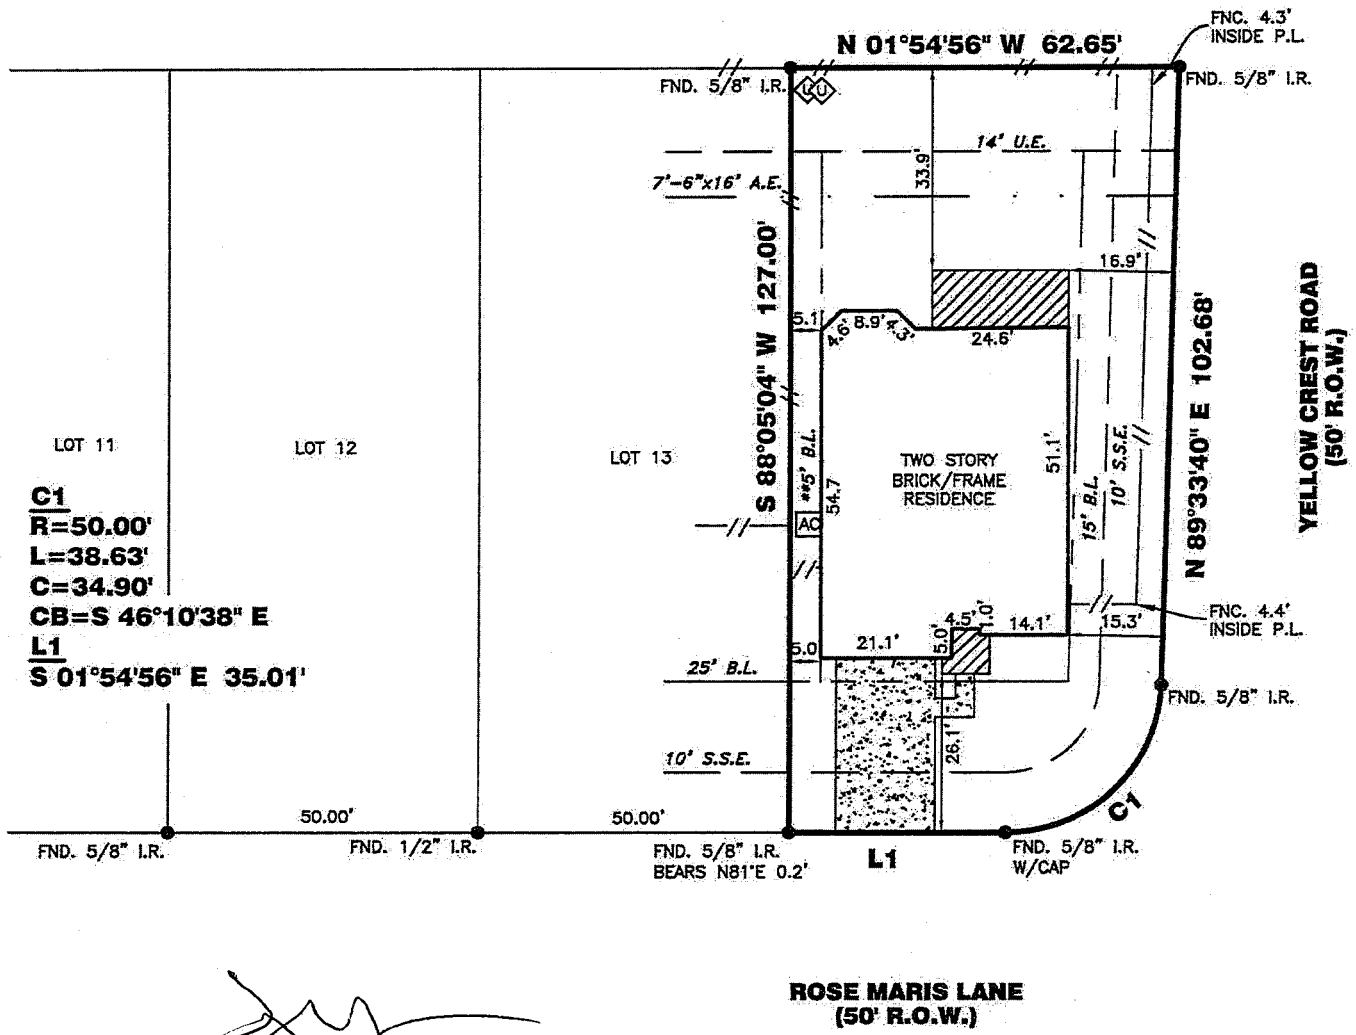 FNC. 4.3'
INSIDE P.L.
N 01°54'56" W 62.65'
FND. 5/8" I.R.
FND. 5/8" I.R.
14' U.E.
33.9'
7'-6"x16' A.E.
16.9'
S 88°05'04" W 127.00'
5.1
4.6'
8.9'
4.3'
24.6'
N 89°33'40" E 102.68'
YELLOW CREST ROAD
(50' R.O.W.)
LOT 11
LOT 12
LOT 13
**5' B.L.
54.7
AC
TWO STORY
BRICK/FRAME
RESIDENCE
51.1'
15' B.L.
10' S.S.E.
C1
R=50.00'
L=38.63'
C=34.90'
CB=S 46°10'38" E
L1
S 01°54'56" E 35.01'
FNC. 4.4'
INSIDE P.L.
4.5'
1.0'
14.1'
15.3'
5.0'
21.1'
5.0
25' B.L.
FND. 5/8" I.R.
26.1'
10' S.S.E.
C1
50.00'
50.00'
FND. 5/8" I.R.
FND. 1/2" I.R.
FND. 5/8" I.R.
BEARS N81°E 0.2'
L1
FND. 5/8" I.R.
W/CAP
ROSE MARIS LANE
(50' R.O.W.)